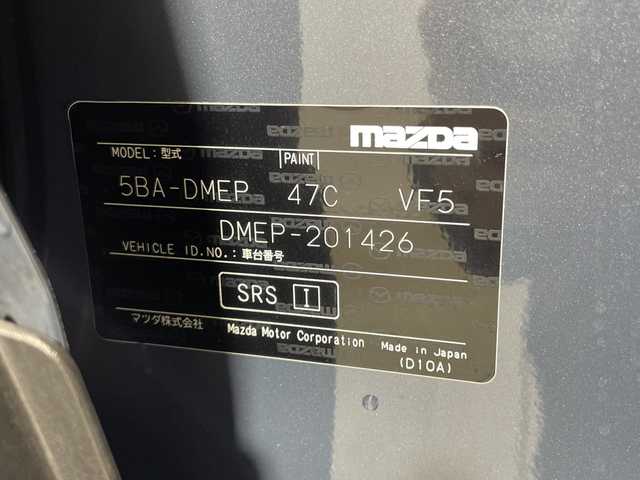 mazda
MODEL：型式 PAINT
5BA-DMEP 47C VF5
DMEP-201426
VEHICLE ID.NO.：車台番号
SRS I
マツダ株式会社 Mazda Motor Corporation Made in Japan
(D10A)